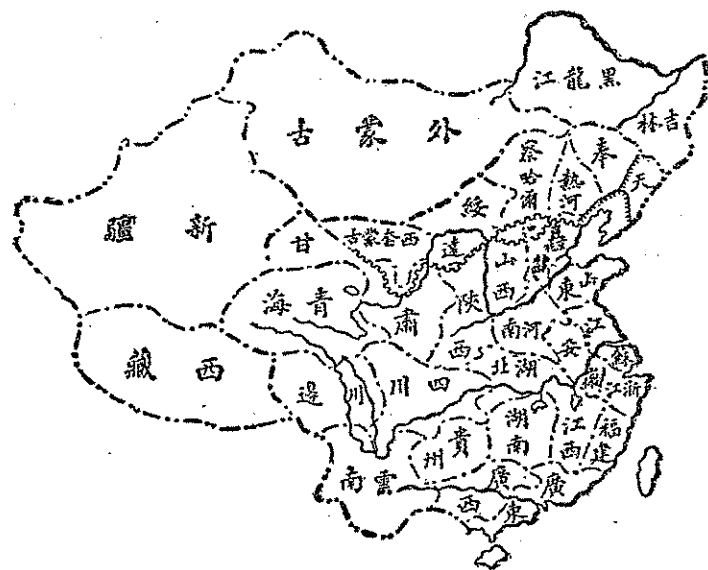 黑龍江
吉林
外蒙古
奉天
察哈爾
熱河
綏遠
新疆
甘肅
西套蒙古
直隸
山西
山東
青海
陝西
河南
江蘇
安徽
湖北
浙江
西藏
川邊
四川
湖南
江西
福建
貴州
雲南
廣西
廣東